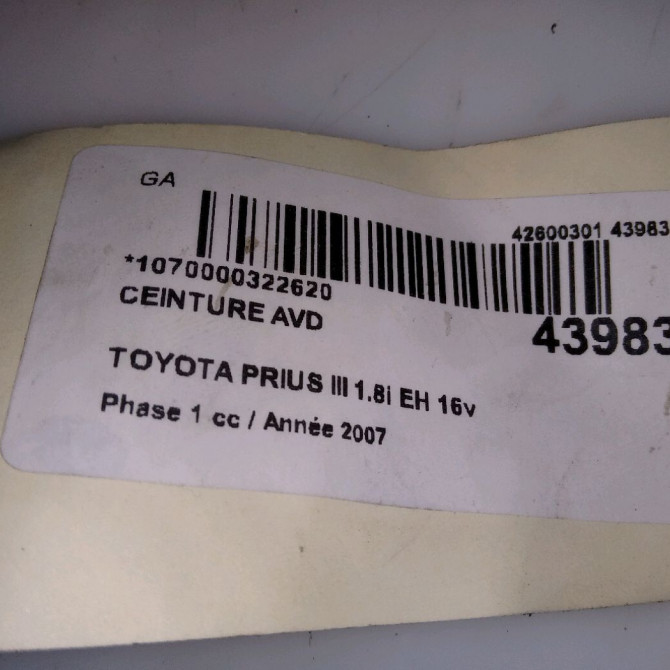 GA
42600301 43983
*1070000322620
CEINTURE AVD
43983
TOYOTA PRIUS III 1.8i EH 16v
Phase 1 cc / Année 2007